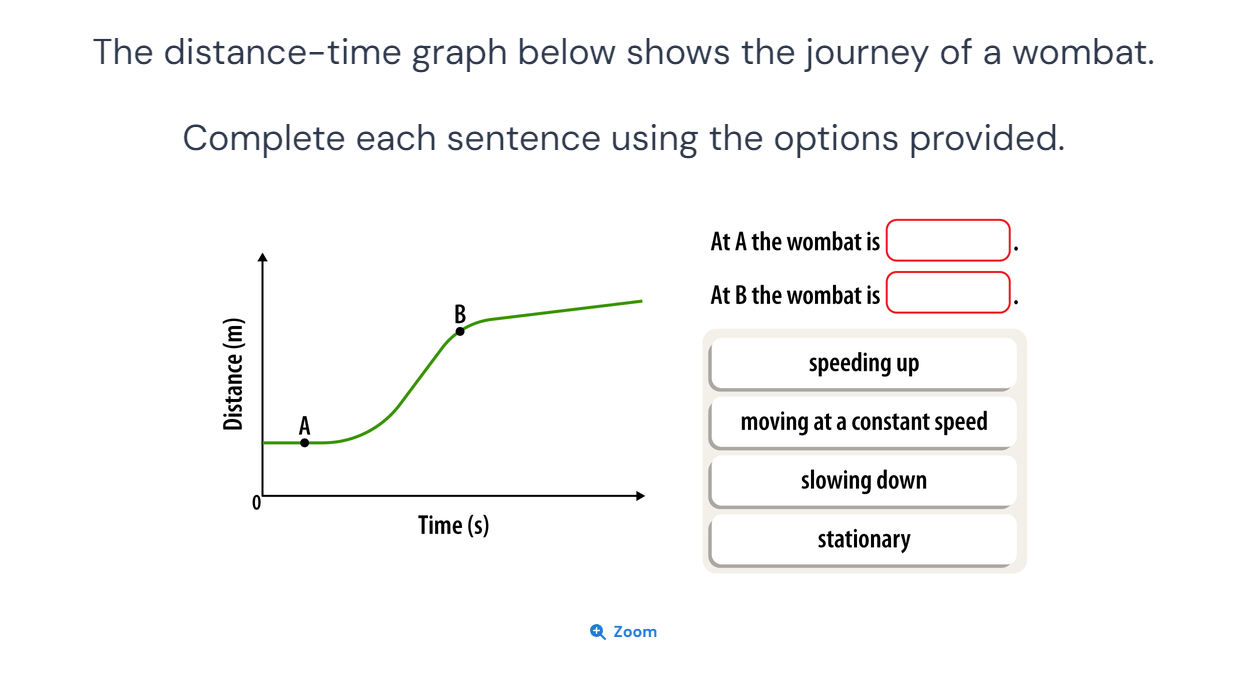 The distance-time graph below shows the journey of a wombat.
Complete each sentence using the options provided.
At A the wombat is .
At B the wombat is .
Distance (m)
A
B
0
Time (s)
speeding up
moving at a constant speed
slowing down
stationary
Zoom